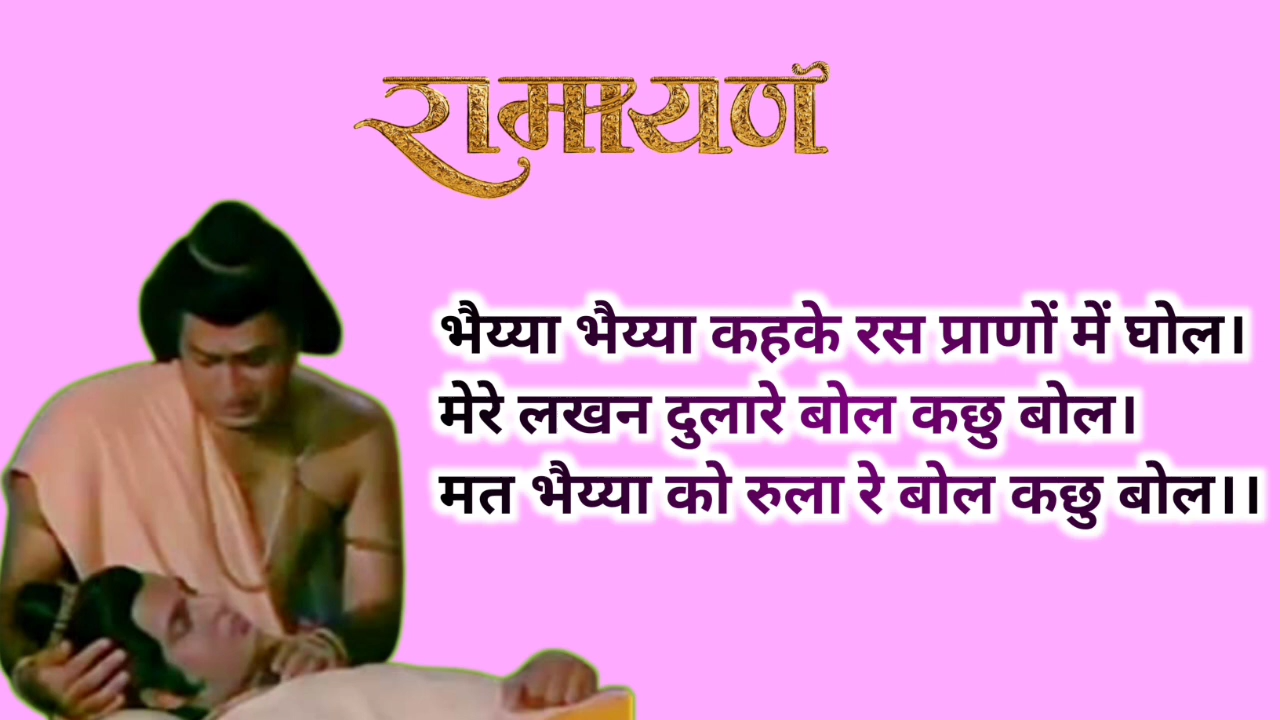 रामायण
भैय्या भैय्या कहके रस प्राणों में घोल।
मेरे लखन दुलारे बोल कछु बोल।
मत भैय्या को रुला रे बोल कछु बोल।।